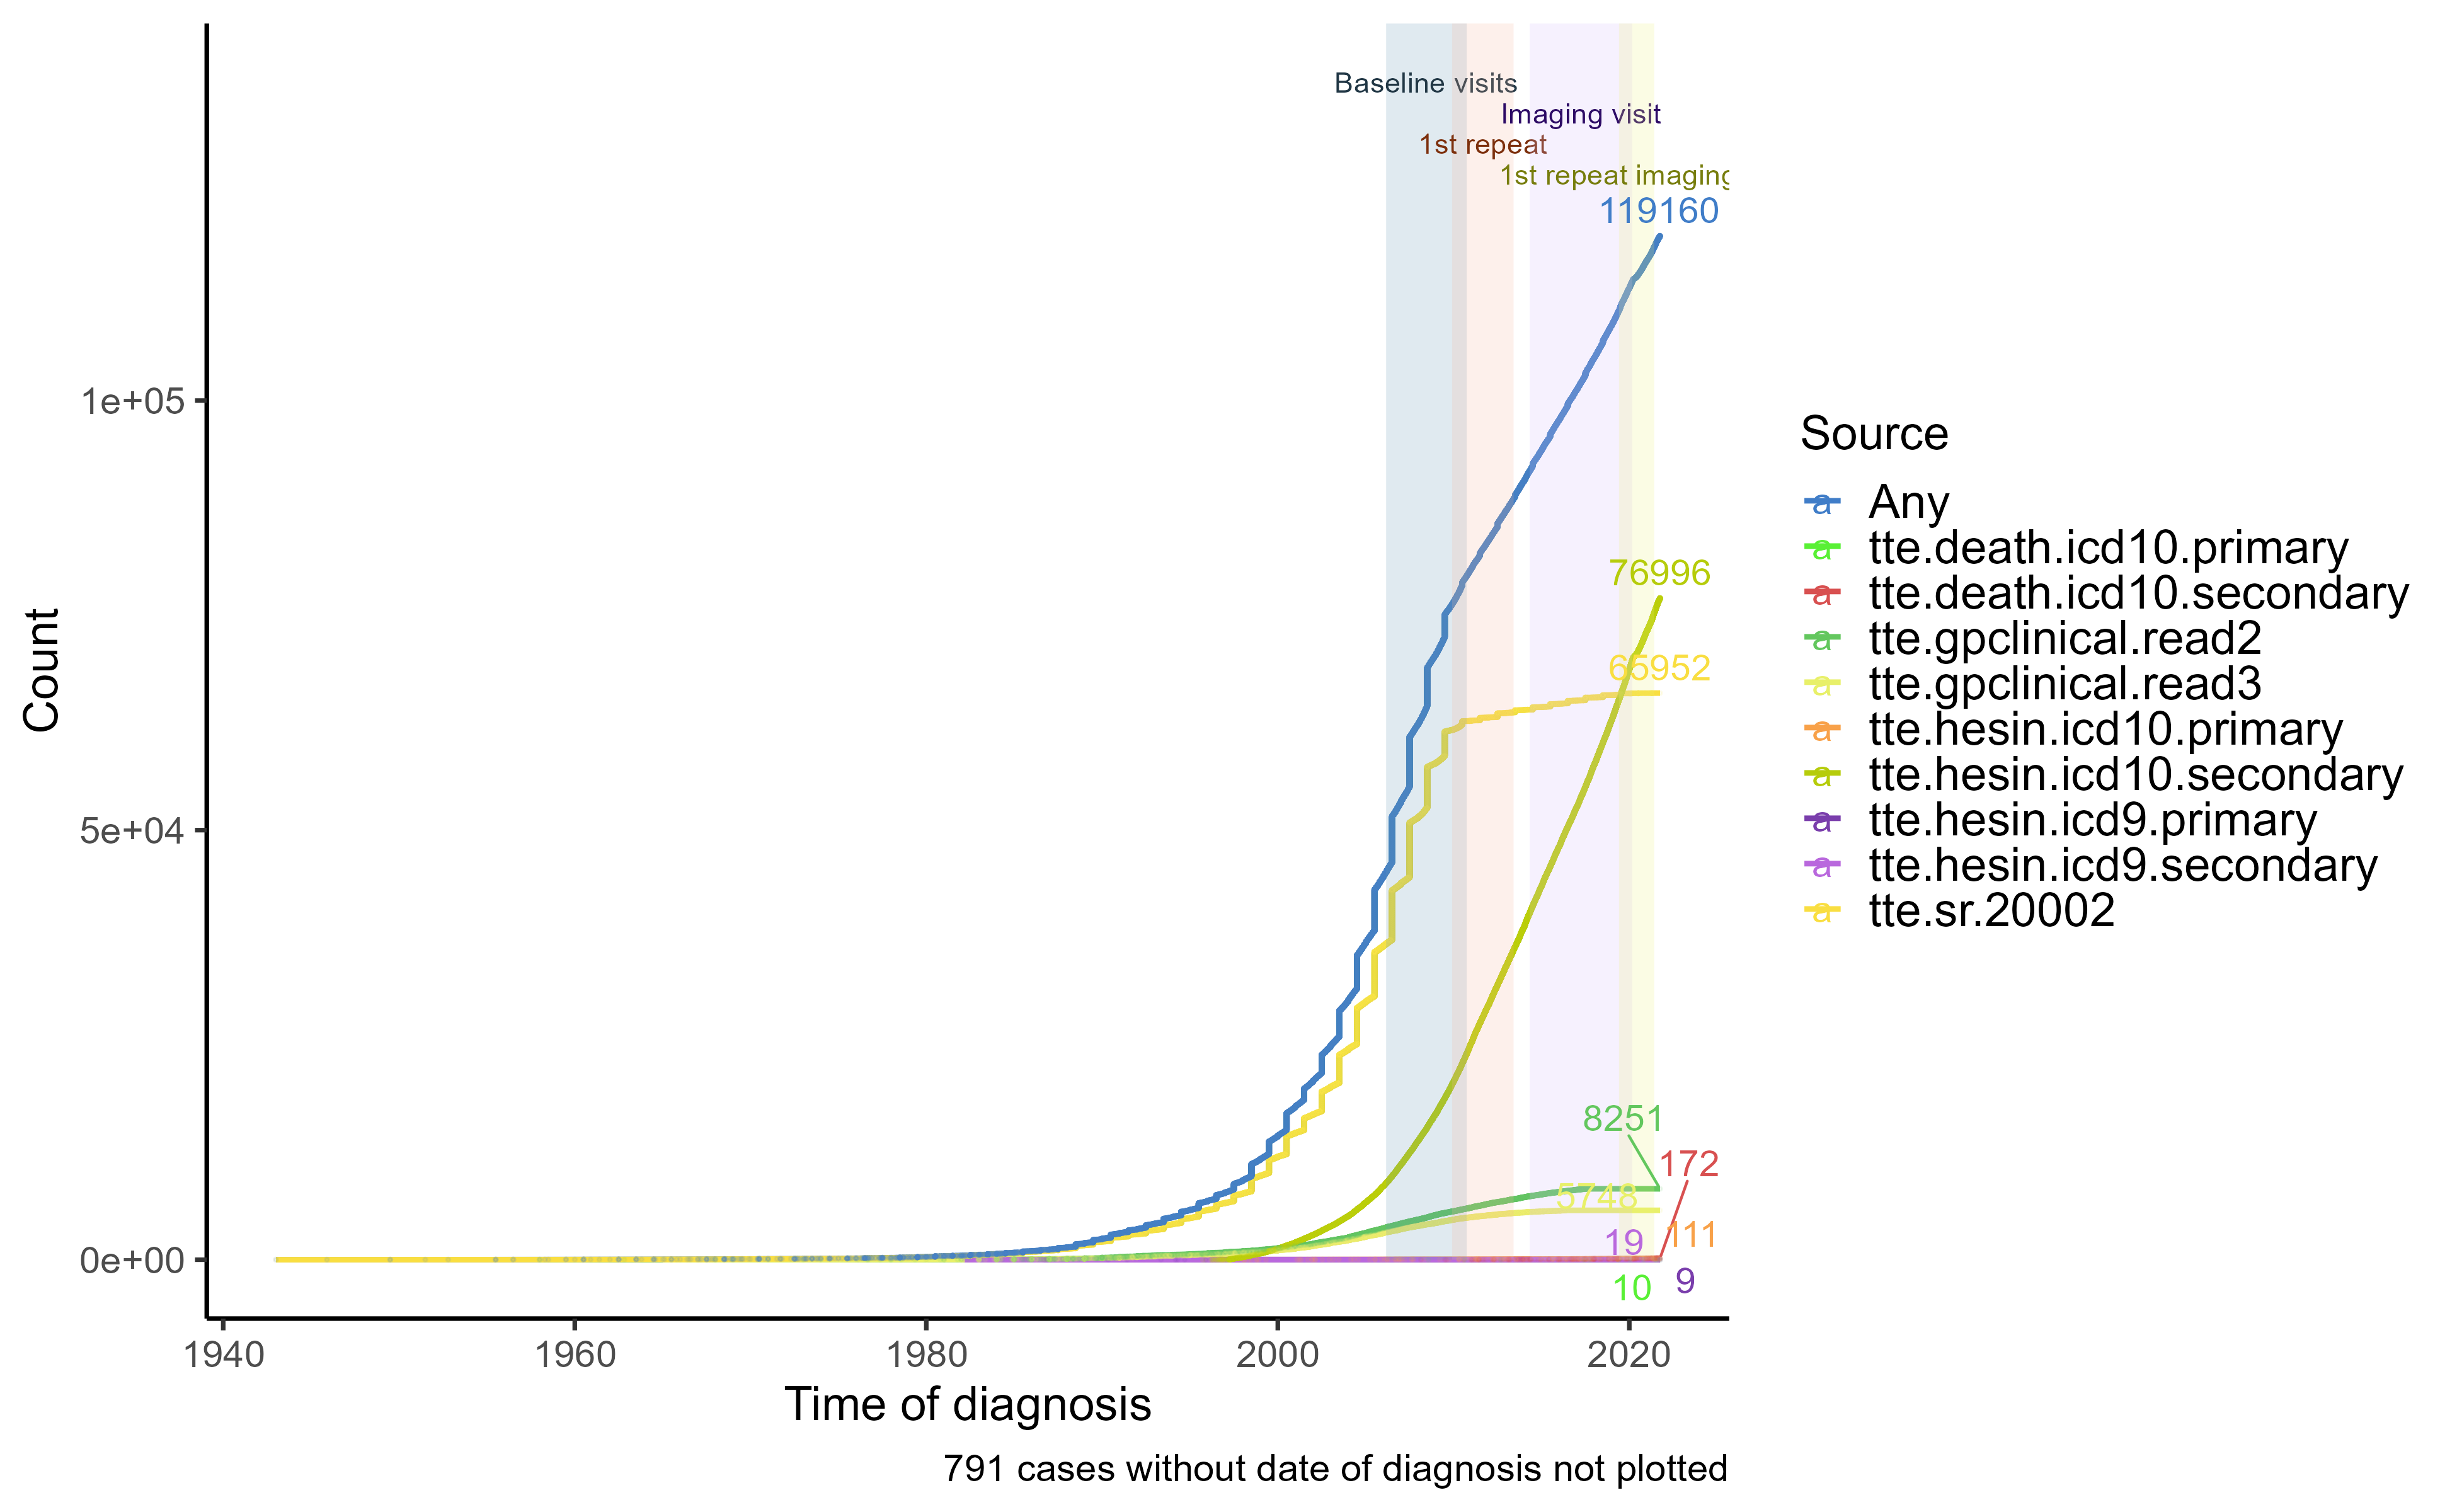 Baseline visits
Imaging visit
1st repeat
1st repeat imaging
119160
1e+05
76996
65952
5e+04
8251
172
5748
111
19
0e+00
9
10
Count
1940 1960 1980 2000 2020
Time of diagnosis
791 cases without date of diagnosis not plotted
Source
a Any
a tte.death.icd10.primary
a tte.death.icd10.secondary
a tte.gpclinical.read2
a tte.gpclinical.read3
a tte.hesin.icd10.primary
a tte.hesin.icd10.secondary
a tte.hesin.icd9.primary
a tte.hesin.icd9.secondary
a tte.sr.20002